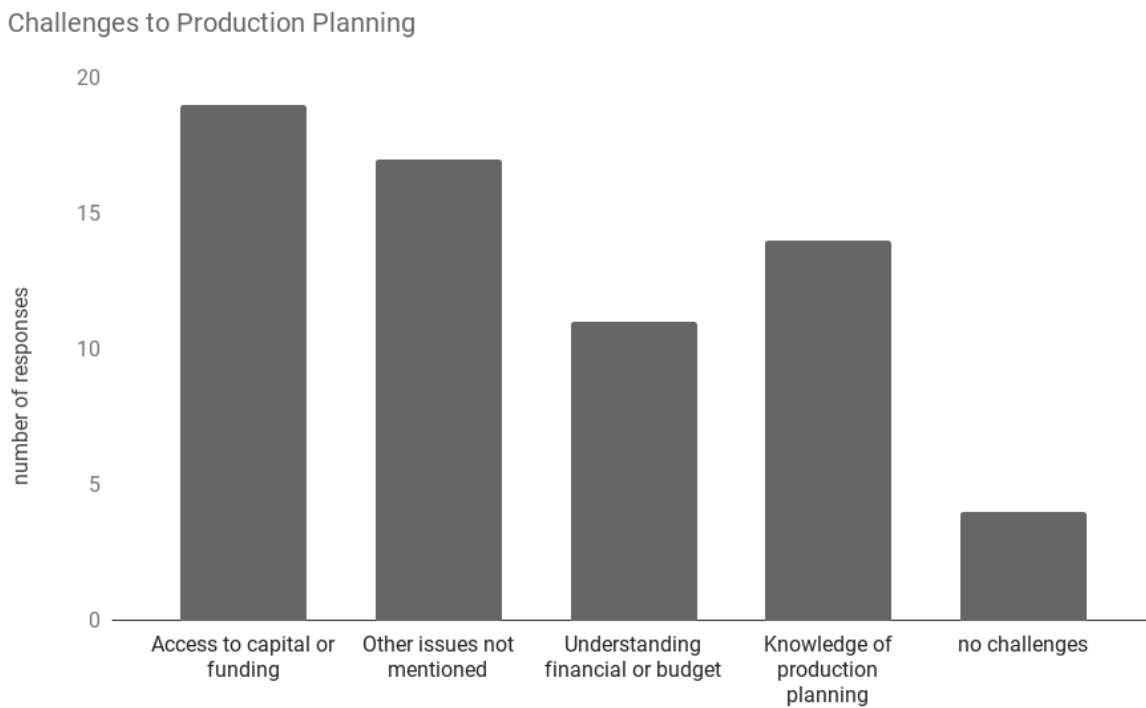 Challenges to Production Planning
20
15
10
5
0
number of responses
Access to capital or
funding
Other issues not
mentioned
Understanding
financial or budget
Knowledge of
production
planning
no challenges